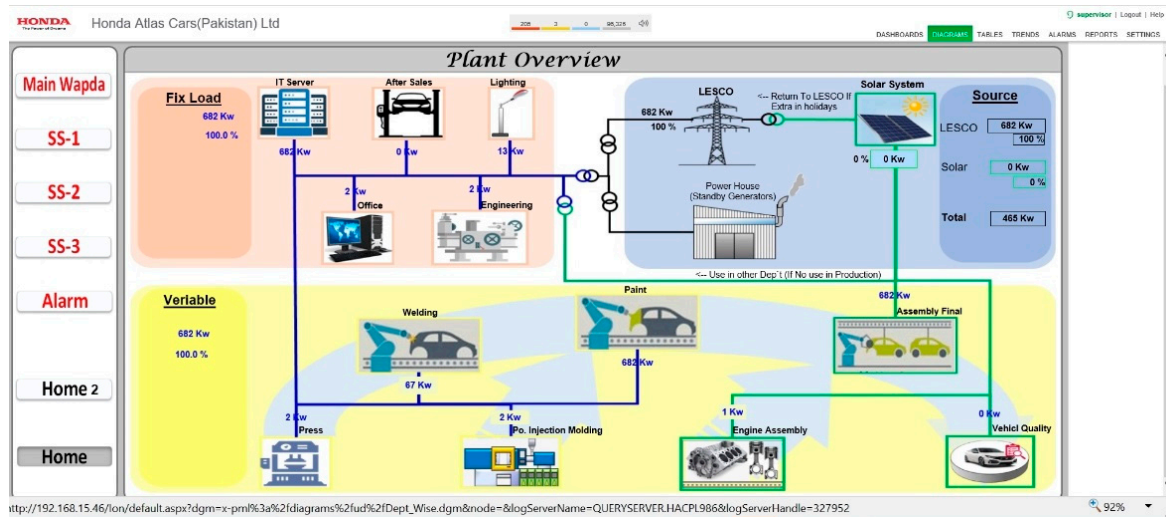 HONDA
The Power of Dreams
Honda Atlas Cars(Pakistan) Ltd
supervisor | Logout | Help
DASHBOARDS DIAGRAMS TABLES TRENDS ALARMS REPORTS SETTINGS
Main Wapda
SS-1
SS-2
SS-3
Alarm
Home 2
Home
Plant Overview
Fix Load
682 Kw
100.0 %
IT Server
682 Kw
After Sales
0 Kw
Lighting
13 Kw
2 Kw
Office
2 Kw
Engineering
LESCO
682 Kw
100 %
<-- Return To LESCO If
Extra in holidays
Solar System
0 %
0 Kw
Power House
(Standby Generators)
Source
LESCO
682 Kw
100 %
Solar
0 Kw
0 %
Total
465 Kw
<-- Use in other Dep`t (If No use in Production)
Veriable
682 Kw
100.0 %
Welding
67 Kw
Paint
682 Kw
682 Kw
Assembly Final
2 Kw
Press
2 Kw
Po. Injection Molding
1 Kw
Engine Assembly
0 Kw
Vehicl Quality
ttp://192.168.15.46/Ion/default.aspx?dgm=x-pml%3a%2fdiagrams%2fud%2fDept_Wise.dgm&node=&logServerName=QUERYSERVER.HACPL986&logServerHandle=327952
92%